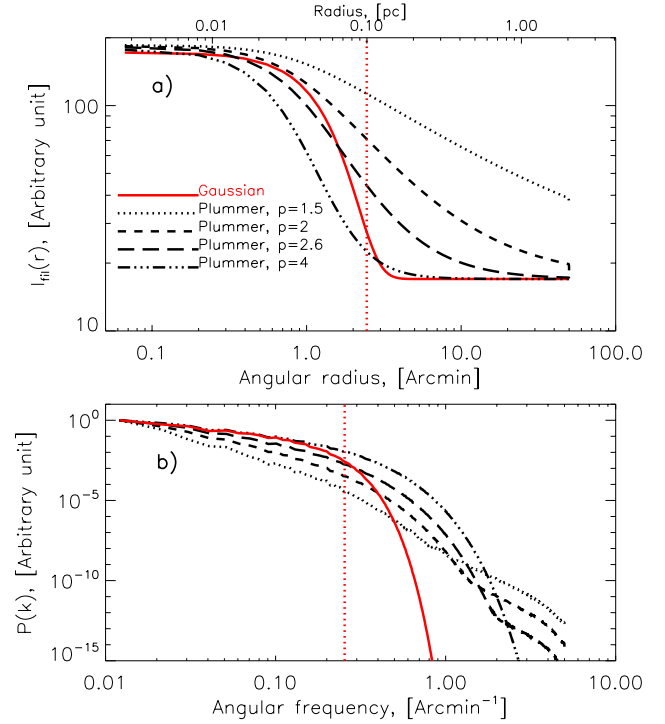 Radius, [pc]
0.01 0.10 1.00
a)
100
10
I_fil(r), [Arbitrary unit]
Gaussian
Plummer, p=1.5
Plummer, p=2
Plummer, p=2.6
Plummer, p=4
0.1 1.0 10.0 100.0
Angular radius, [Arcmin]
b)
10^0
10^-5
10^-10
10^-15
P(k), [Arbitrary unit]
0.01 0.10 1.00 10.00
Angular frequency, [Arcmin^-1]